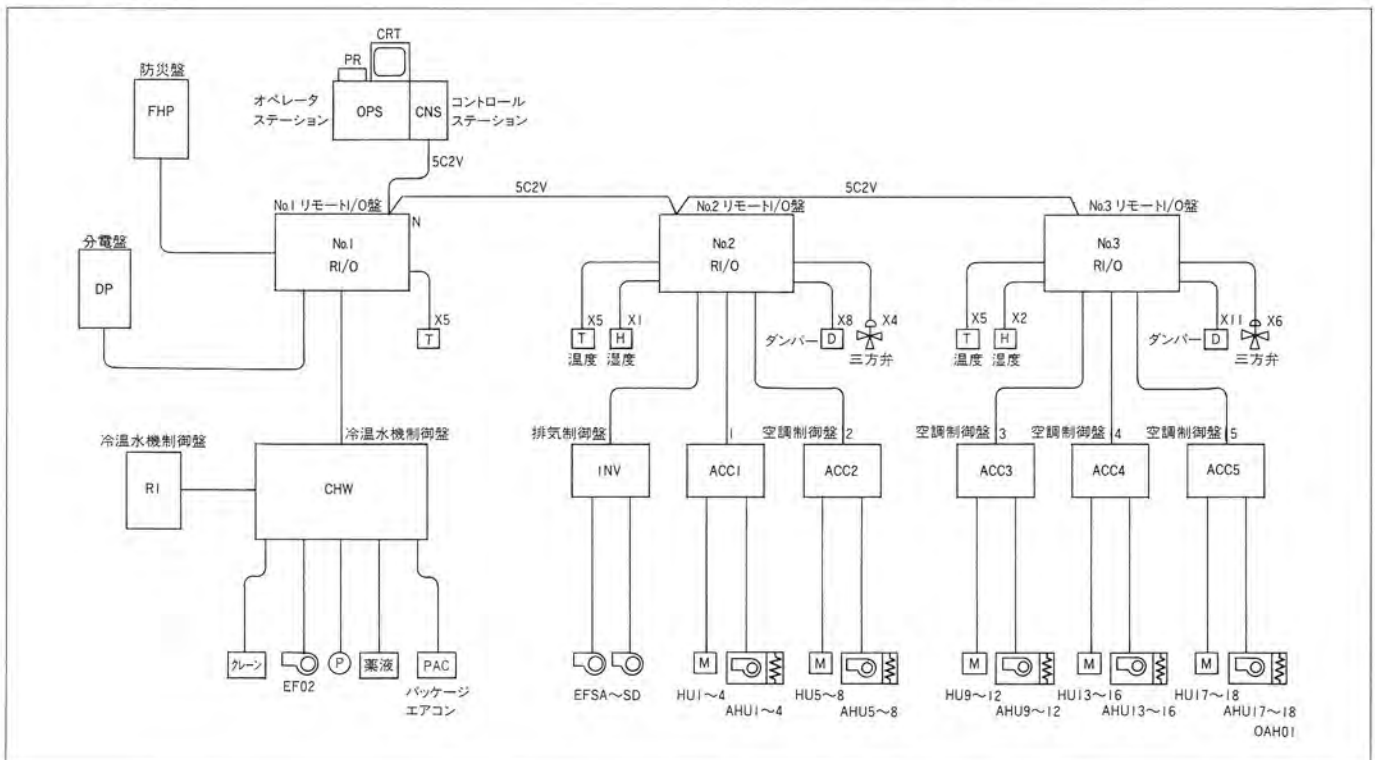 CRT
PR
防災盤
FHP
オペレータ
ステーション
OPS
CNS
コントロール
ステーション
5C2V
5C2V
5C2V
No.1 リモートI/O盤
N
No.1
RI/O
No.2 リモートI/O盤
No.2
RI/O
No.3 リモートI/O盤
No.3
RI/O
分電盤
DP
X5
T
X5
T
温度
X1
H
湿度
ダンパー
X8
D
X4
三方弁
X5
T
温度
X2
H
湿度
ダンパー
X11
D
X6
三方弁
冷温水機制御盤
RI
冷温水機制御盤
CHW
排気制御盤
INV
1
ACC1
空調制御盤 2
ACC2
空調制御盤 3
ACC3
空調制御盤 4
ACC4
空調制御盤 5
ACC5
クレーン
EF02
P
薬液
PAC
パッケージ
エアコン
EFSA～SD
M
HU1～4
AHU1～4
M
HU5～8
AHU5～8
M
HU9～12
AHU9～12
M
HU13～16
AHU13～16
M
HU17～18
AHU17～18
OAH01